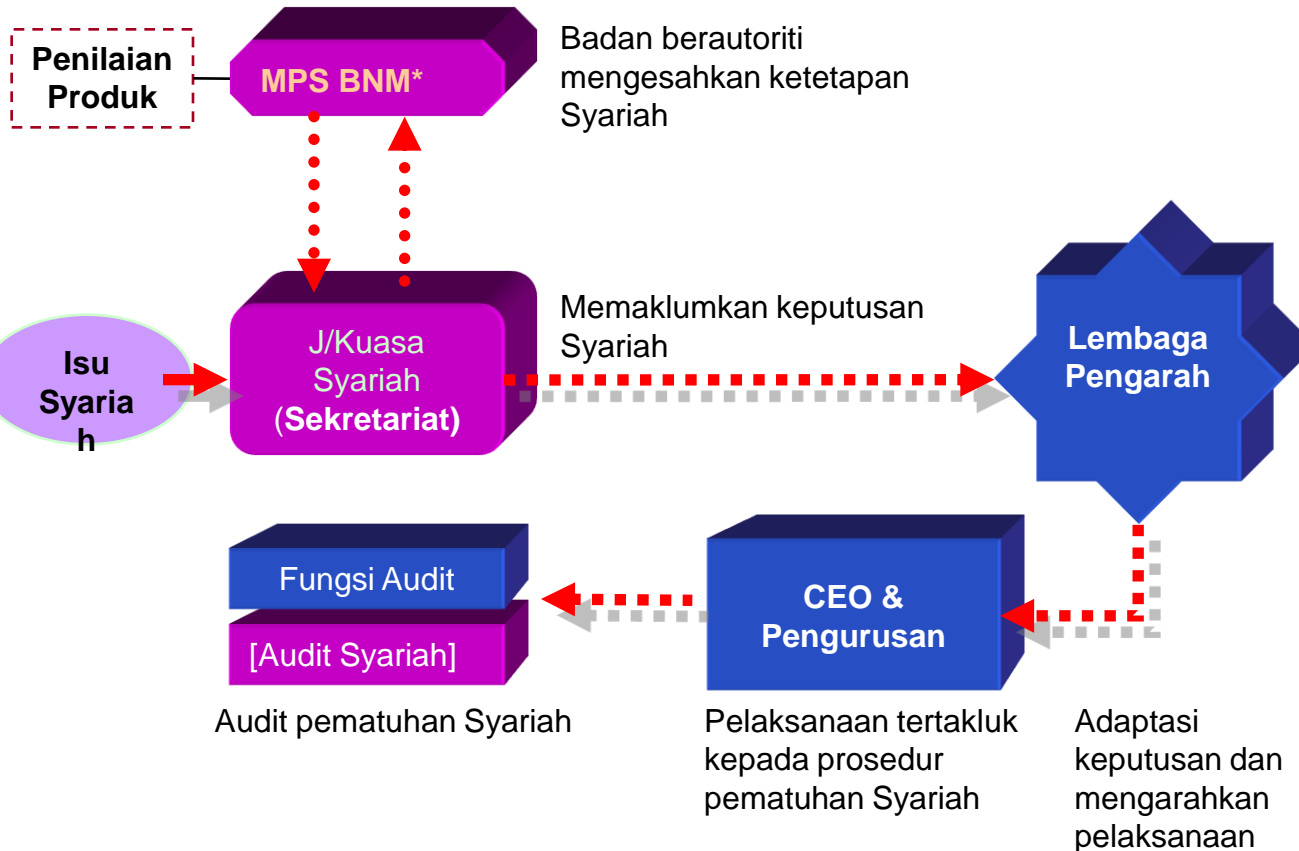 Penilaian
Produk
MPS BNM*
Badan berautoriti
mengesahkan ketetapan
Syariah
Isu
Syaria
h
J/Kuasa
Syariah
(Sekretariat)
Memaklumkan keputusan
Syariah
Lembaga
Pengarah
Fungsi Audit
[Audit Syariah]
CEO &
Pengurusan
Audit pematuhan Syariah
Pelaksanaan tertakluk
kepada prosedur
pematuhan Syariah
Adaptasi
keputusan dan
mengarahkan
pelaksanaan